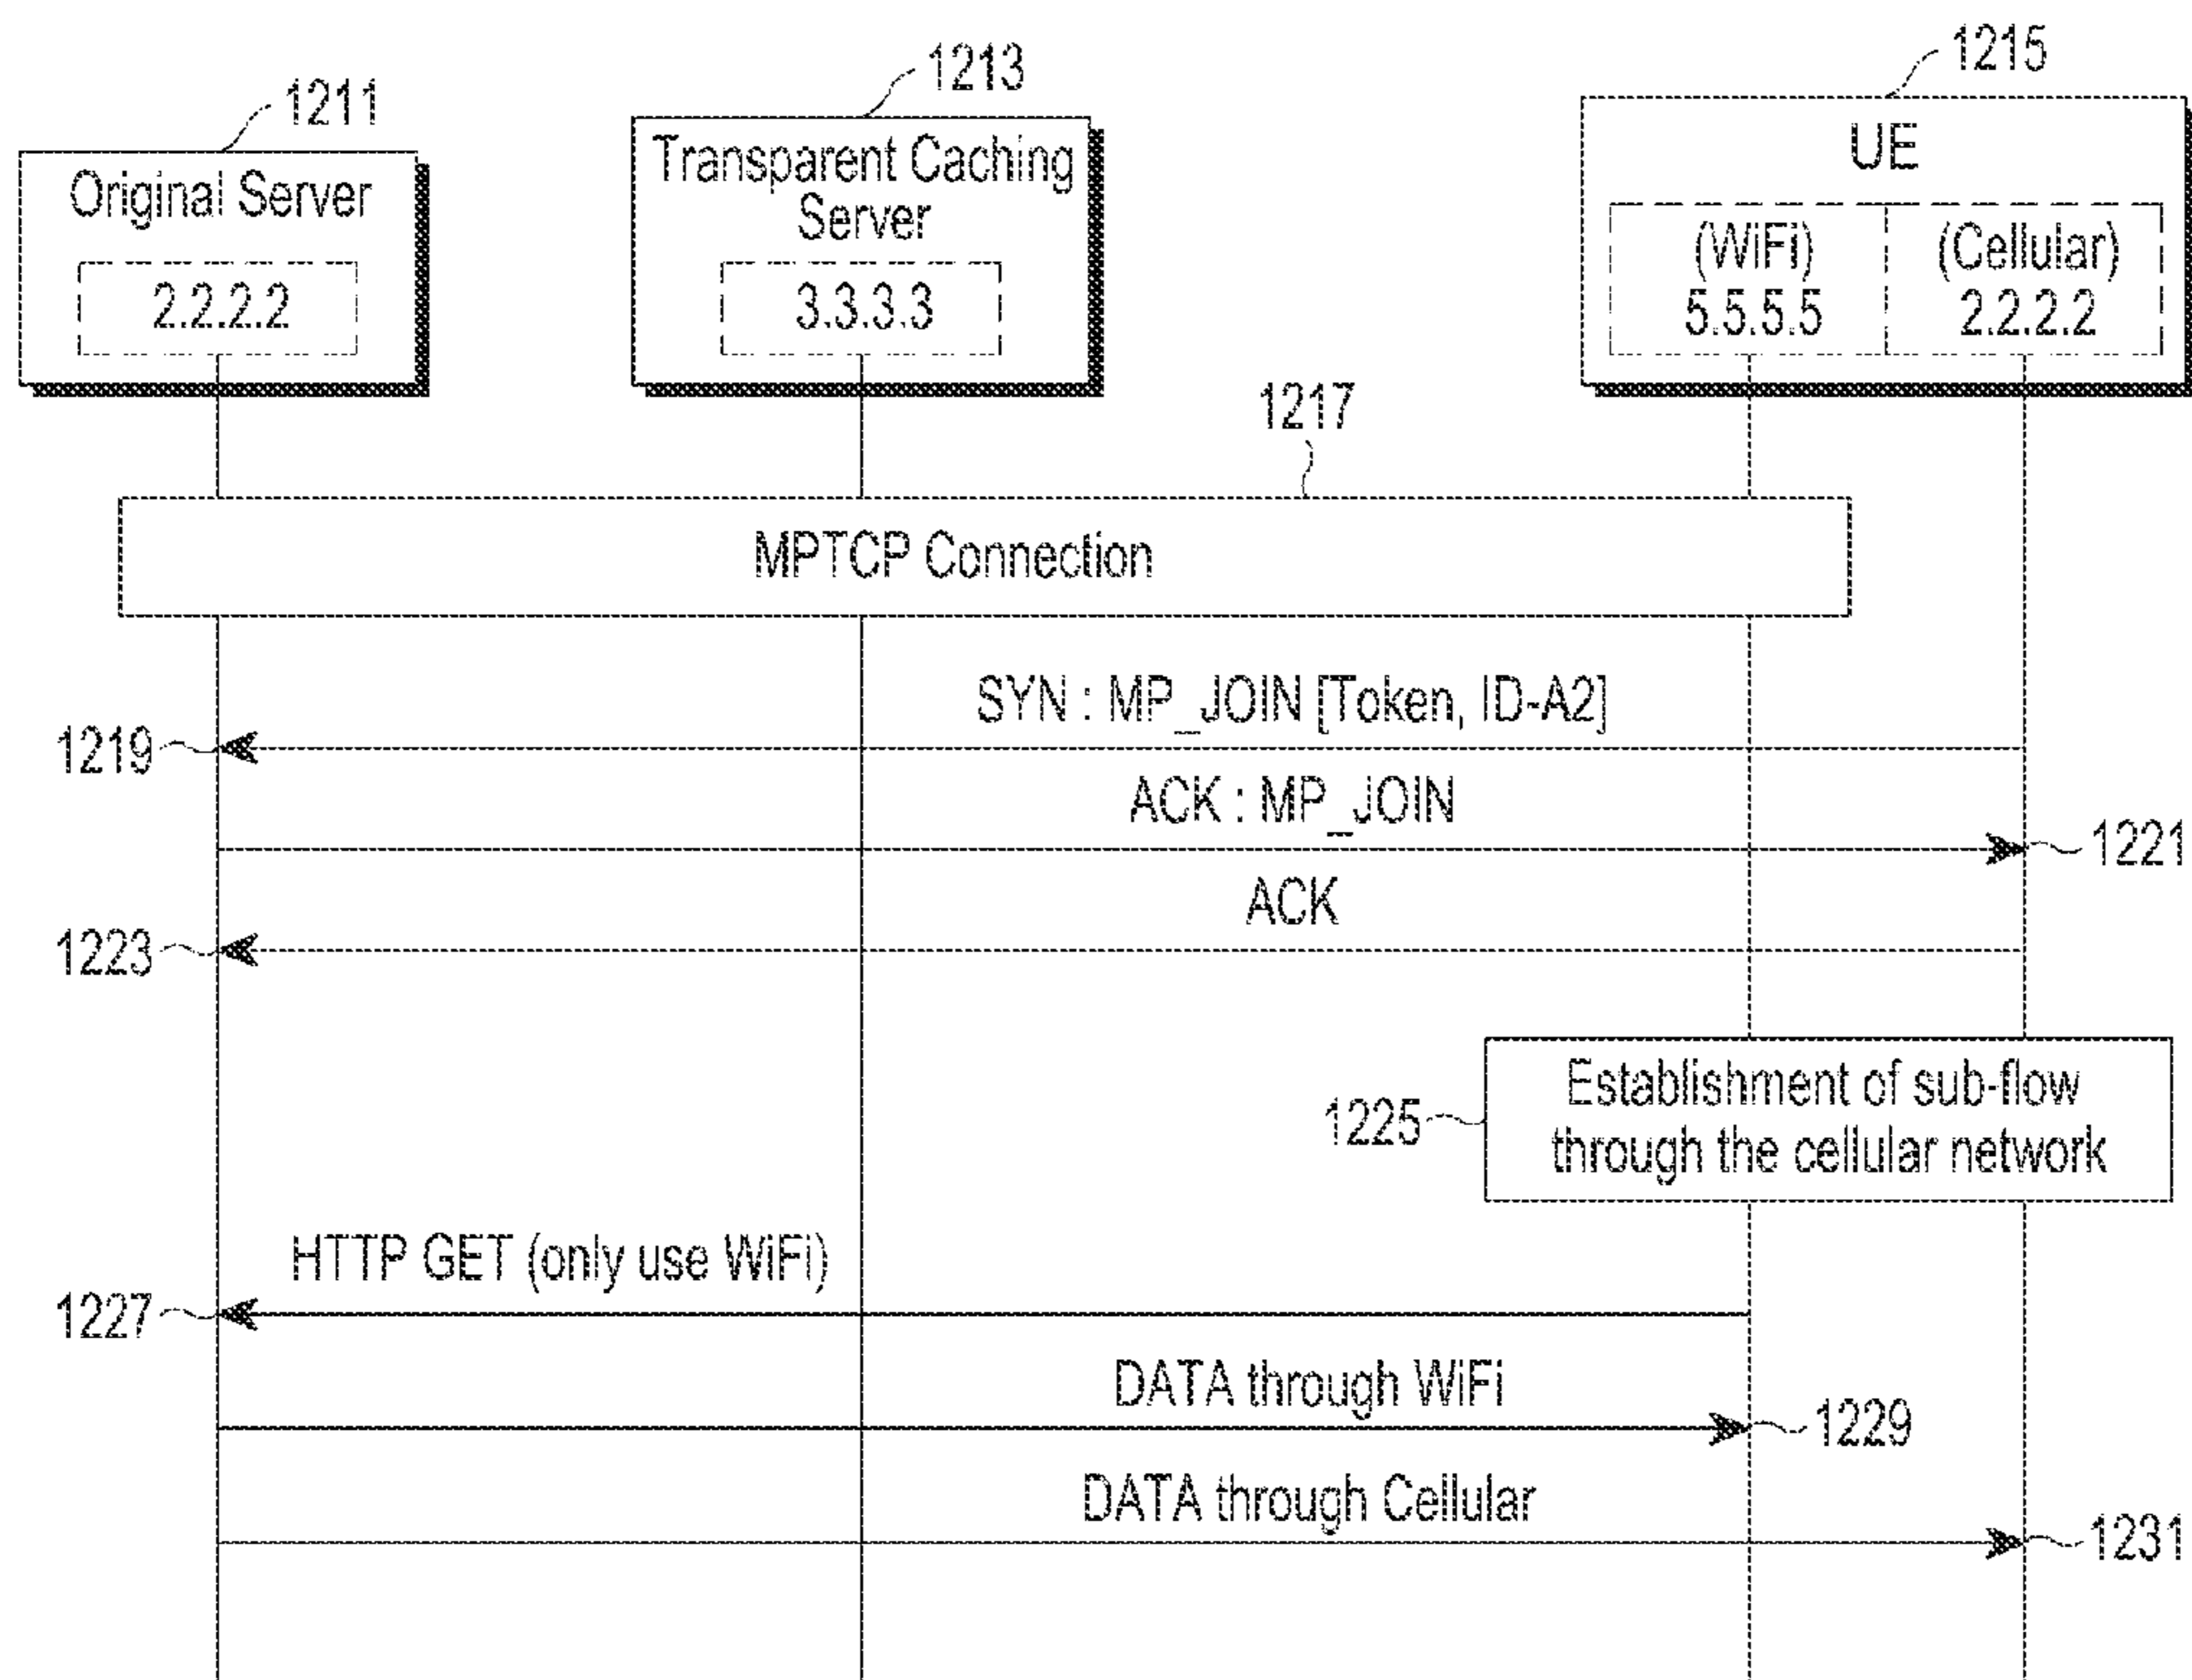 1211
1213
1215
Original Server
2.2.2.2
Transparent Caching
Server
3.3.3.3
UE
(WiFi)
5.5.5.5
(Cellular)
2.2.2.2
1217
MPTCP Connection
SYN : MP_JOIN [Token, ID-A2]
1219
ACK : MP_JOIN
1221
ACK
1223
Establishment of sub-flow
through the cellular network
1225
HTTP GET (only use WiFi)
1227
DATA through WiFi
1229
DATA through Cellular
1231